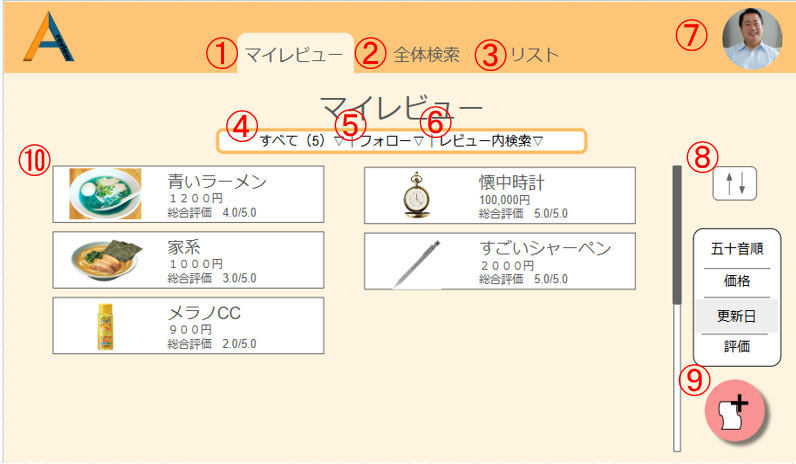 ① マイレビュー ② 全体検索 ③ リスト ⑦
マイレビュー
④ すべて（5）▽ | ⑤ フォロー▽ | ⑥ レビュー内検索▽
⑩
青いラーメン
１２００円
総合評価　4.0/5.0
懐中時計
100,000円
総合評価　5.0/5.0
家系
１０００円
総合評価　3.0/5.0
すごいシャーペン
２０００円
総合評価　5.0/5.0
メラノCC
９００円
総合評価　2.0/5.0
⑧
↑↓
五十音順
価格
更新日
評価
⑨